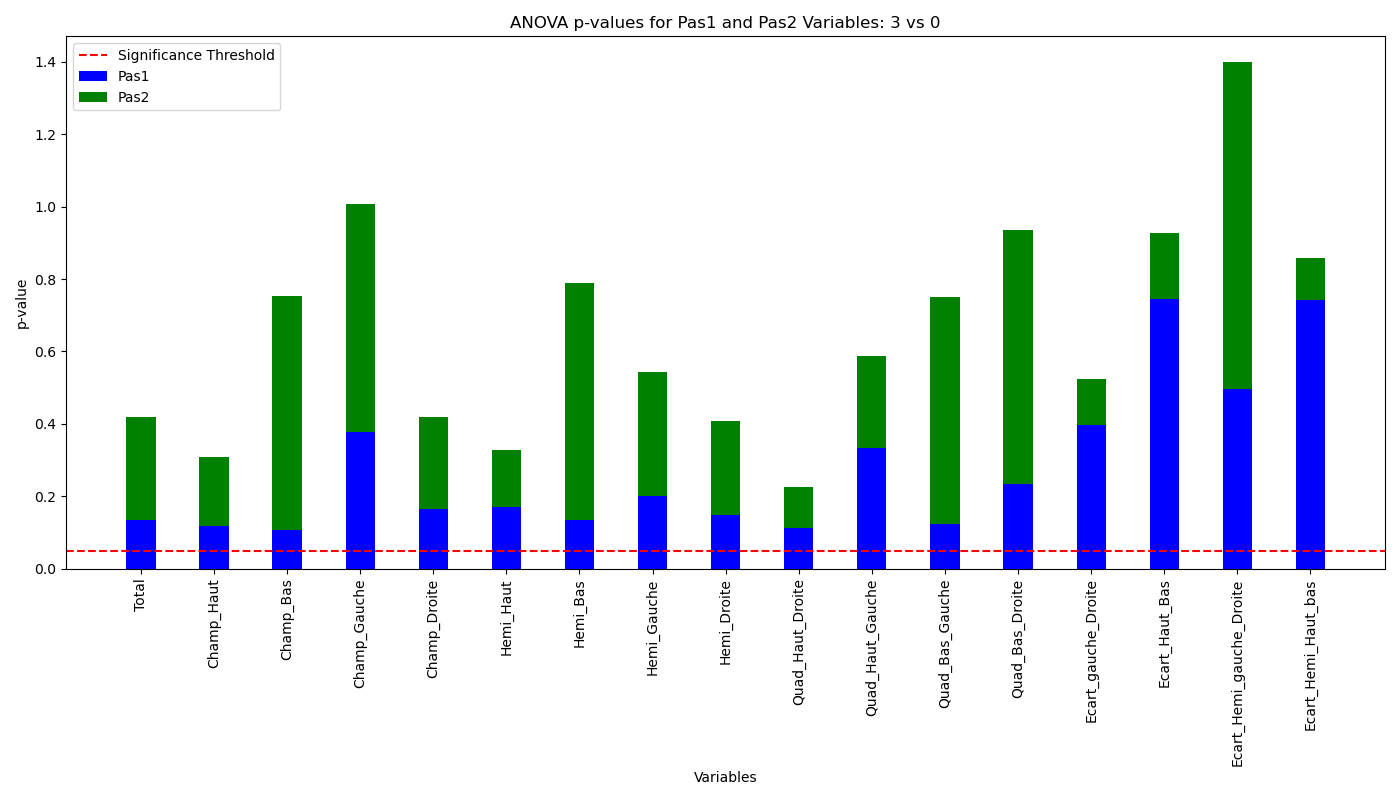 ANOVA p-values for Pas1 and Pas2 Variables: 3 vs 0
Significance Threshold
Pas1
Pas2
p-value
1.4
1.2
1.0
0.8
0.6
0.4
0.2
0.0
Total
Champ_Haut
Champ_Bas
Champ_Gauche
Champ_Droite
Hemi_Haut
Hemi_Bas
Hemi_Gauche
Hemi_Droite
Quad_Haut_Droite
Quad_Haut_Gauche
Quad_Bas_Gauche
Quad_Bas_Droite
Ecart_gauche_Droite
Ecart_Haut_Bas
Ecart_Hemi_gauche_Droite
Ecart_Hemi_Haut_bas
Variables